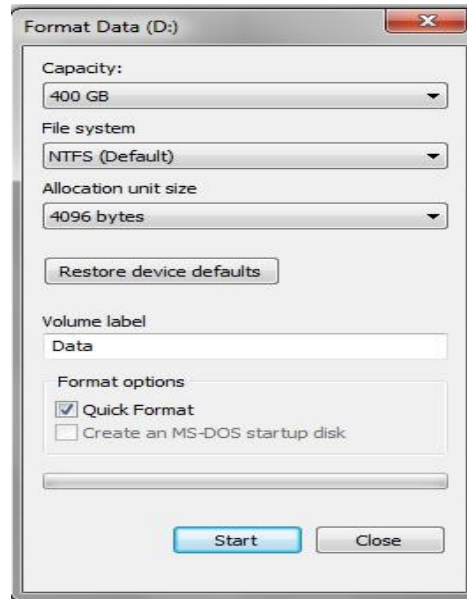 Format Data (D:)
Capacity:
400 GB
File system
NTFS (Default)
Allocation unit size
4096 bytes
Restore device defaults
Volume label
Data
Format options
Quick Format
Create an MS-DOS startup disk
Start Close